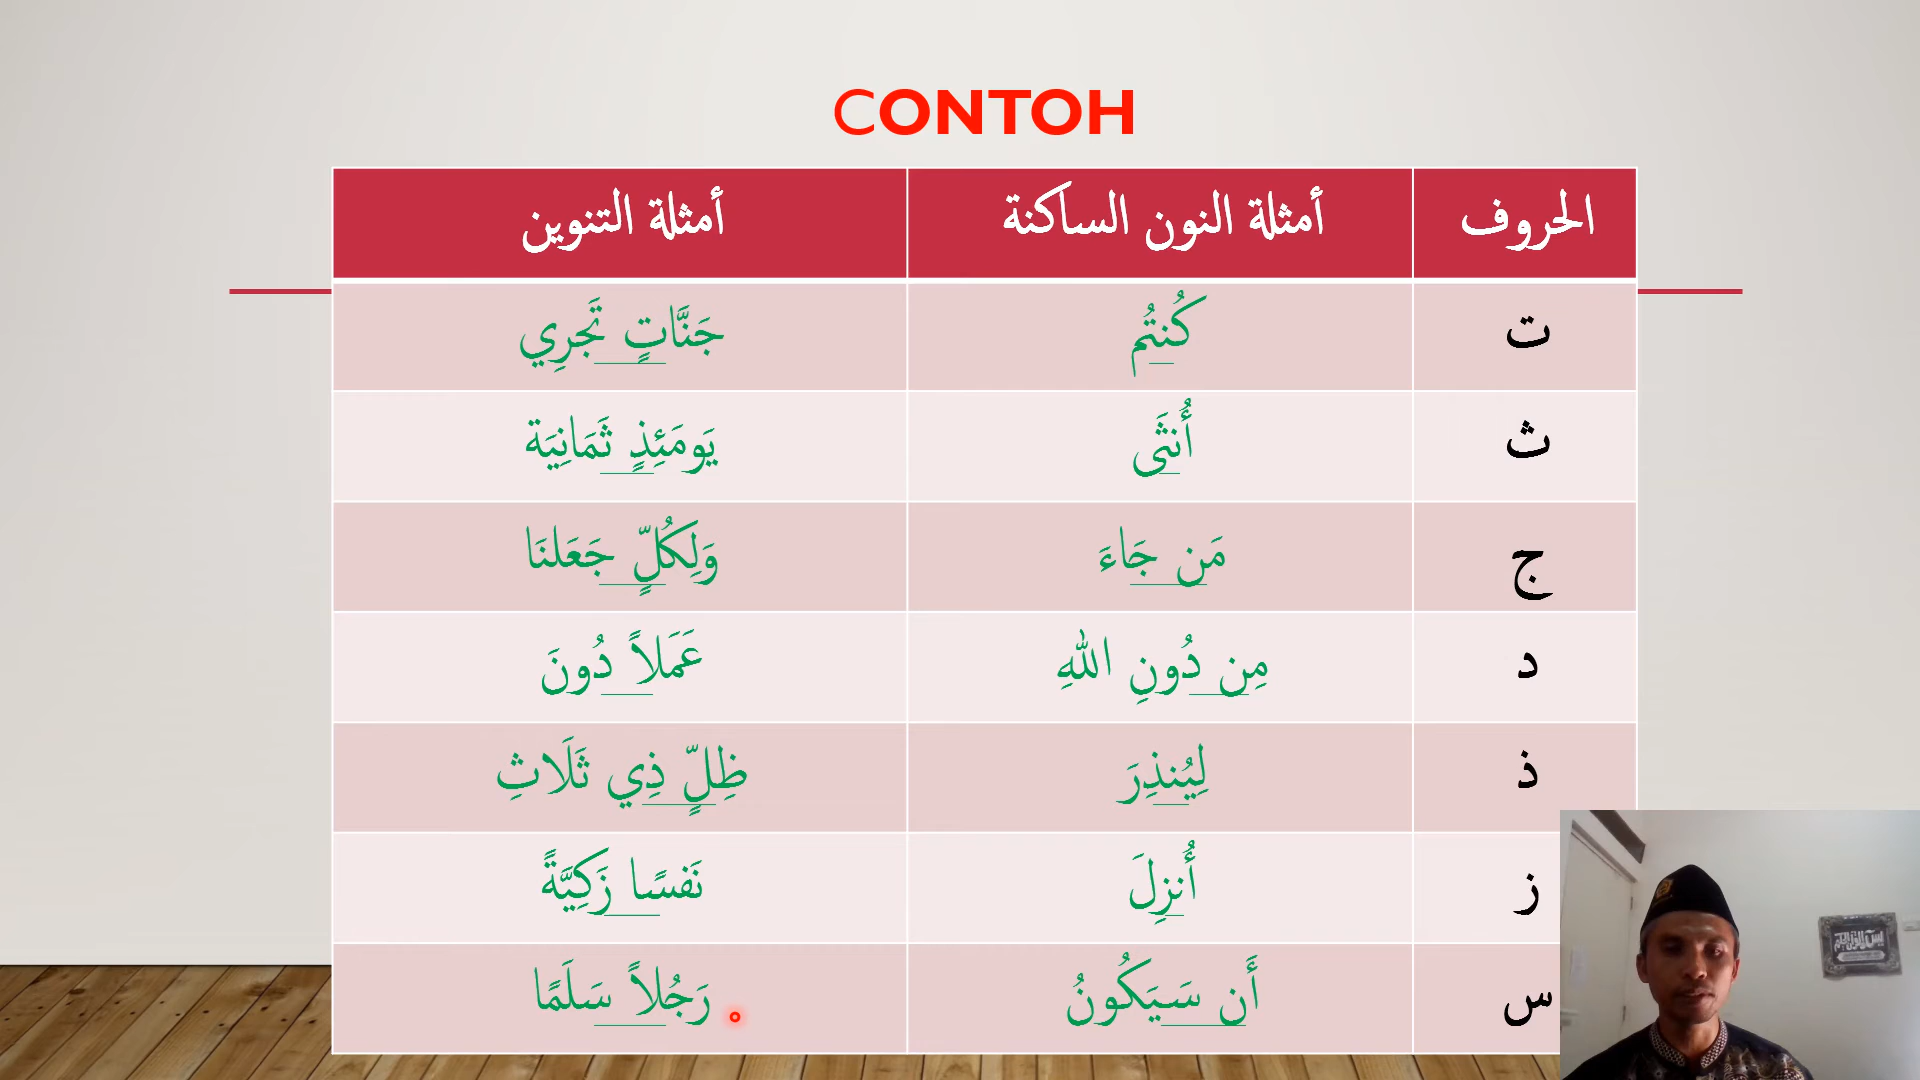 CONTOH
الحروف أمثلة النون الساكنة أمثلة التنوين
ت كُنتُم جَنَّاتٍ تَجرِي
ث أُنثَى يَومَئِذٍ ثَمَانِيَة
ج مَن جَاءَ وَلِكُلٍّ جَعَلنَا
د مِن دُونِ اللهِ عَمَلاً دُونَ
ذ لِيُنذِرَ ظِلٍّ ذِي ثَلَاثِ
ز أُنزِلَ نَفسًا زَكِيَّةً
س أَن سَيَكُونُ رَجُلاً سَلَمًا